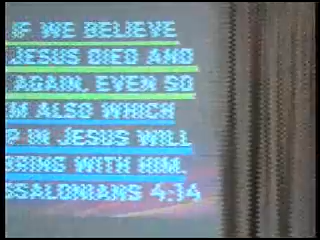 IF WE BELIEVE
JESUS DIED AND
AGAIN, EVEN SO
M ALSO WHICH
P IN JESUS WILL
BRING WITH HIM.
SSALONIANS 4:14